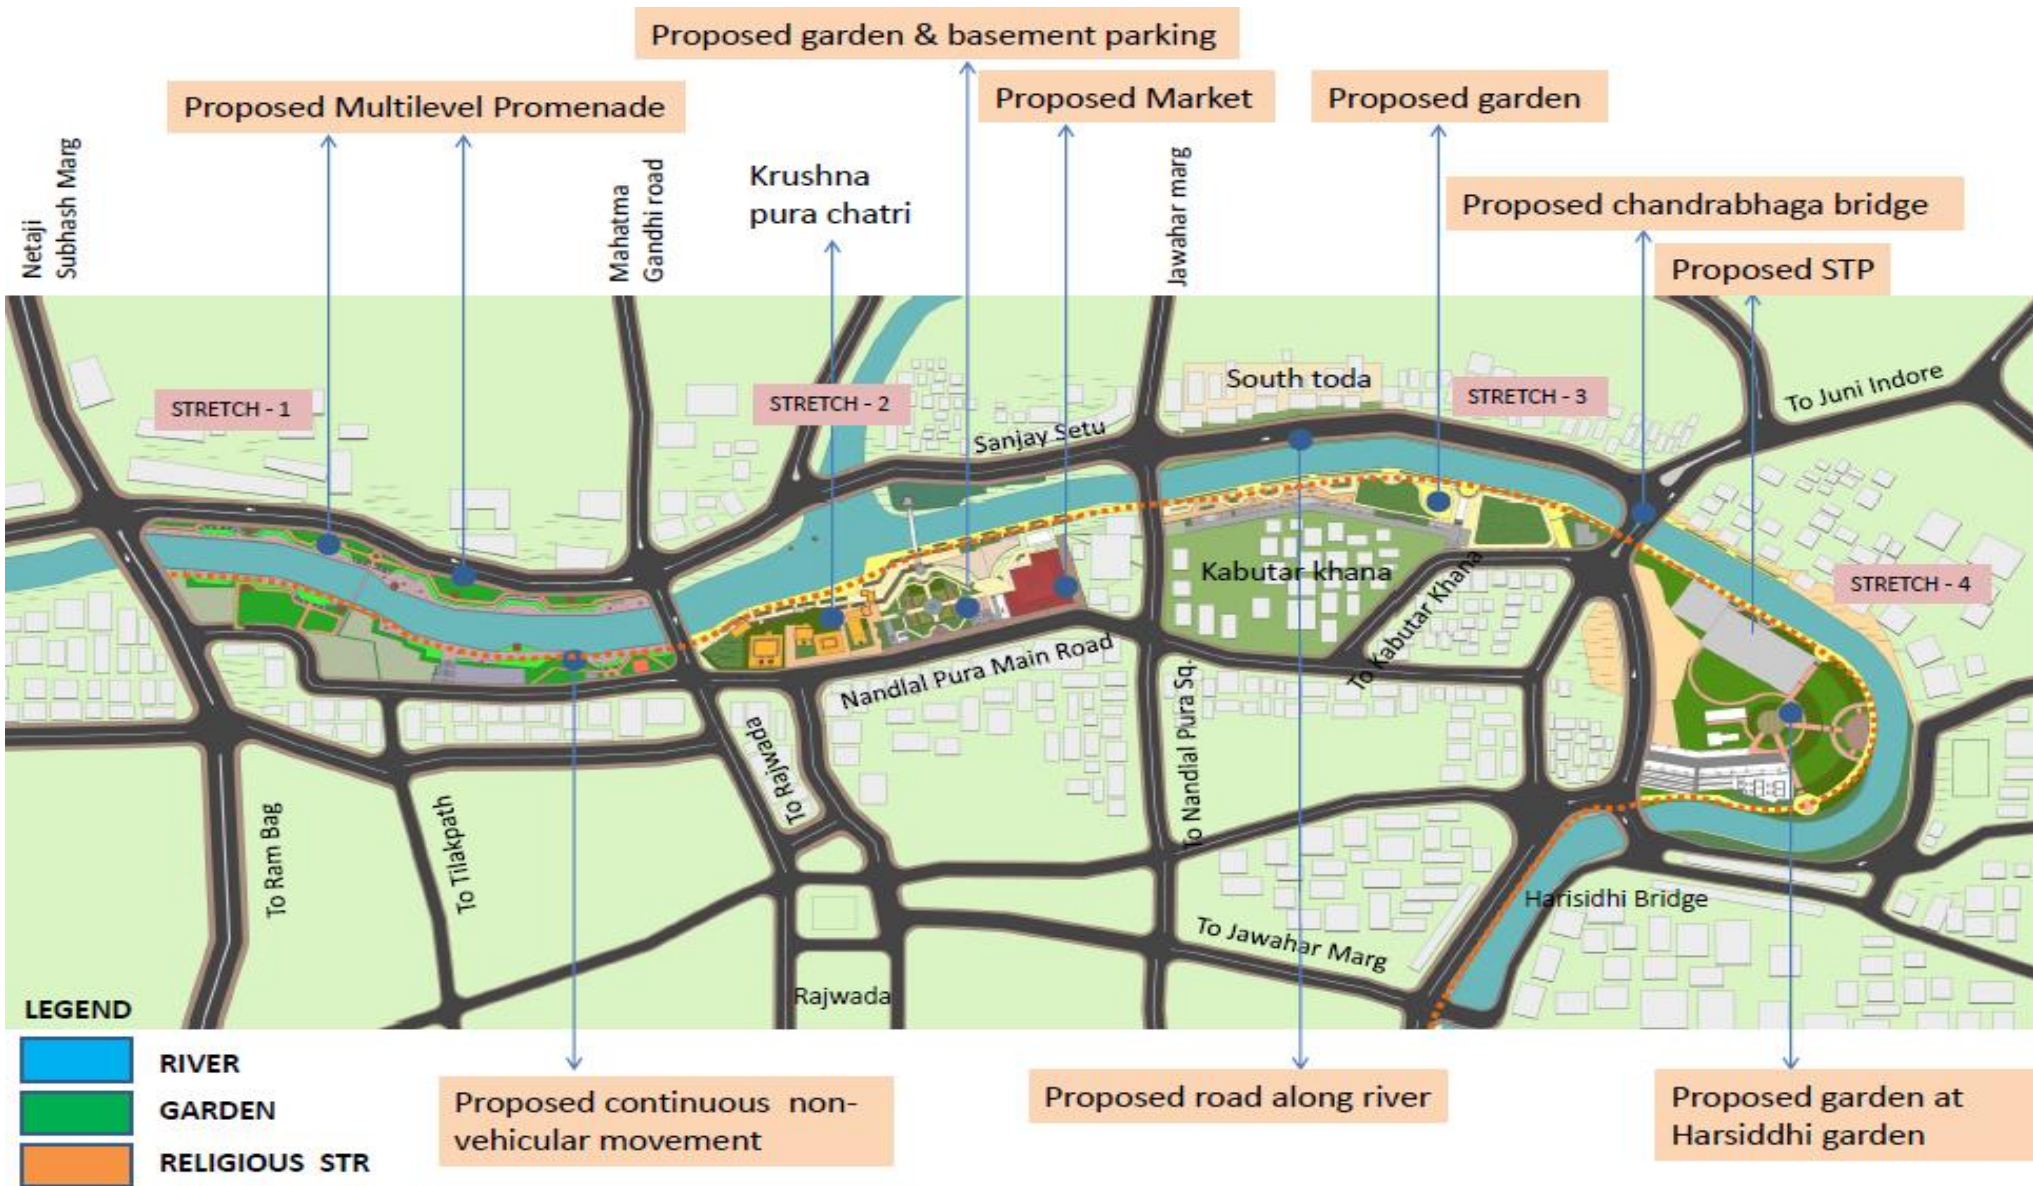 Proposed garden & basement parking
Proposed Multilevel Promenade
Proposed Market
Proposed garden
Netaji
Subhash Marg
Mahatma
Gandhi road
Krushna
pura chatri
Jawahar marg
Proposed chandrabhaga bridge
Proposed STP
STRETCH - 1
STRETCH - 2
South toda
STRETCH - 3
To Juni Indore
Sanjay Setu
Kabutar khana
STRETCH - 4
To Kabutar Khana
Nandlal Pura Main Road
To Rajwada
To Nandlal Pura Sq.
To Ram Bag
To Tilakpath
Harisidhi Bridge
To Jawahar Marg
Rajwada
LEGEND
RIVER
GARDEN
RELIGIOUS STR
Proposed continuous non-
vehicular movement
Proposed road along river
Proposed garden at
Harsiddhi garden